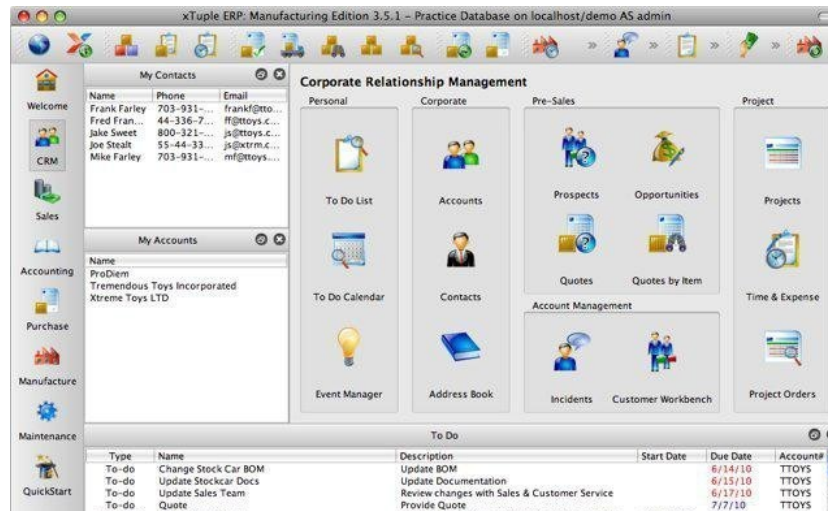 xTuple ERP: Manufacturing Edition 3.5.1 - Practice Database on localhost/demo AS admin
Welcome
CRM
Sales
Accounting
Purchase
Manufacture
Maintenance
QuickStart
My Contacts
Name Phone Email
Frank Farley 703-931-... frankf@tto...
Fred Fran... 44-336-7... ff@ttoys.c...
Jake Sweet 800-321-... js@ttoys.c...
Joe Stealt 55-44-33... js@xtrm.c...
Mike Farley 703-931-... mf@ttoys....
My Accounts
Name
ProDiem
Tremendous Toys Incorporated
Xtreme Toys LTD
Corporate Relationship Management
Personal
To Do List
To Do Calendar
Event Manager
Corporate
Accounts
Contacts
Address Book
Pre-Sales
Prospects Opportunities
Quotes Quotes by Item
Account Management
Incidents Customer Workbench
Project
Projects
Time & Expense
Project Orders
To Do
Type Name Description Start Date Due Date Account#
To-do Change Stock Car BOM Update BOM 6/14/10 TTOYS
To-do Update Stockcar Docs Update Documentation 6/15/10 TTOYS
To-do Update Sales Team Review changes with Sales & Customer Service 6/17/10 TTOYS
To-do Quote Provide Quote 7/7/10 TTOYS